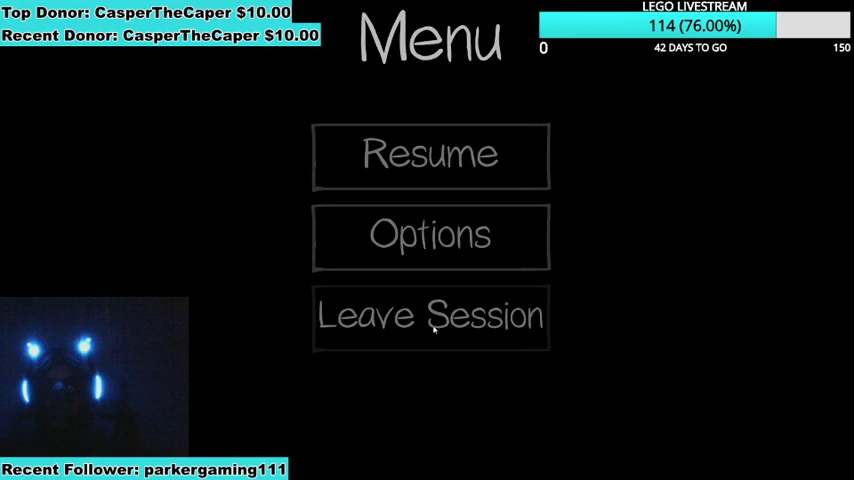 Top Donor: CasperTheCaper $10.00
Recent Donor: CasperTheCaper $10.00
Menu
LEGO LIVESTREAM
114 (76.00%)
0
42 DAYS TO GO
150
Resume
Options
Leave Session
Recent Follower: parkergaming111